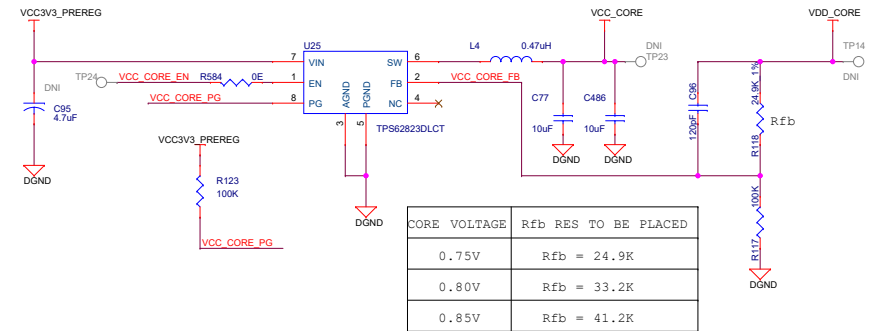 VCC3V3_PREREG
VCC_CORE
VDD_CORE
U25
L4 0.47uH
DNI
TP23
TP14
DNI
7 VIN SW 6
TP24 VCC_CORE_EN R584 0E 1 EN FB 2 VCC_CORE_FB
VCC_CORE_PG 8 PG AGND PGND NC 4
3 5 TPS62823DLCT
DNI
C95
4.7uF
C77
10uF
C486
10uF
C96
120pF
24.9K 1%
Rfb
R118
VCC3V3_PREREG
DGND
DGND
DGND
DGND
R123
100K
VCC_CORE_PG
100K
R117
DGND
CORE VOLTAGE Rfb RES TO BE PLACED
0.75V Rfb = 24.9K
0.80V Rfb = 33.2K
0.85V Rfb = 41.2K